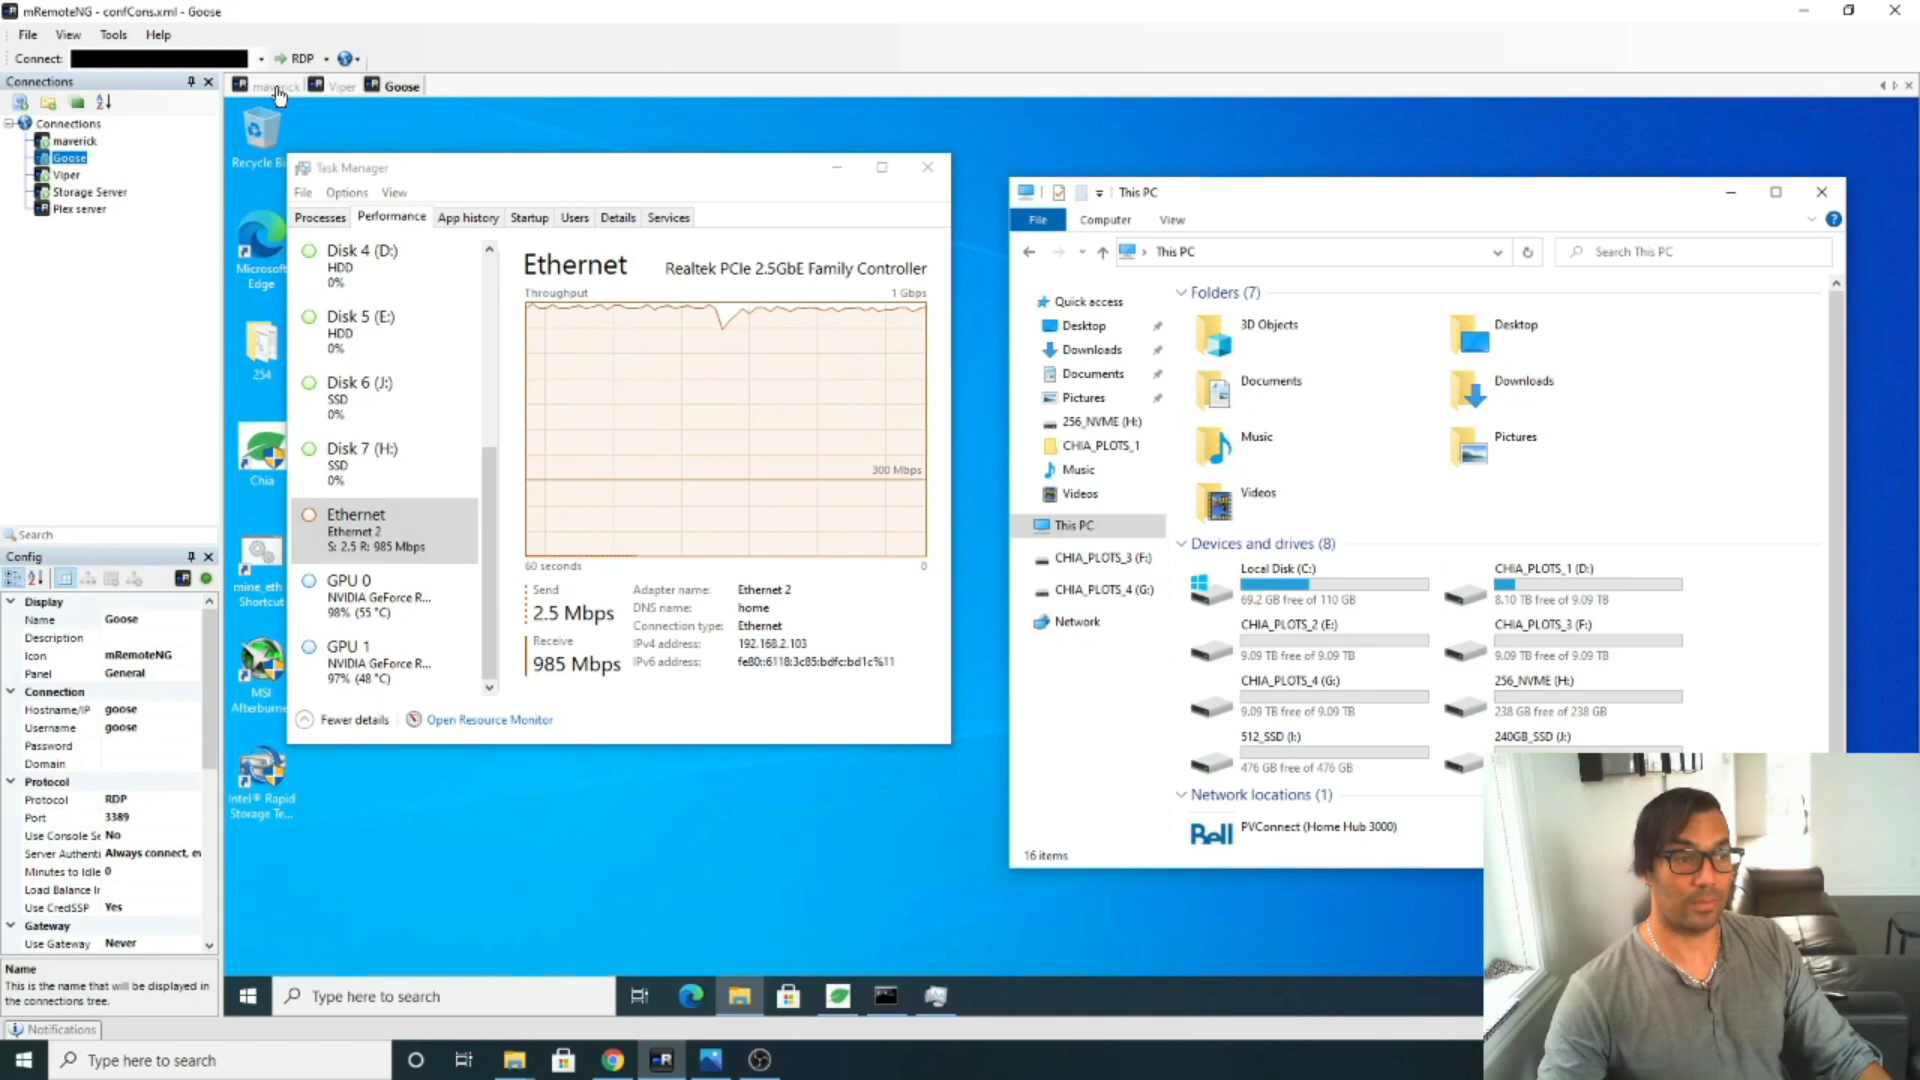 mRemoteNG - confCons.xml - Goose
File View Tools Help
Connect: RDP
Connections
maverick Viper Goose
Connections
maverick
Goose
Viper
Storage Server
Plex server
Search
Config
Display
Name Goose
Description
Icon mRemoteNG
Panel General
Connection
Hostname/IP goose
Username goose
Password
Domain
Protocol
Protocol RDP
Port 3389
Use Console Se No
Server Authenti Always connect, ev
Minutes to Idle 0
Load Balance Ir
Use CredSSP Yes
Gateway
Use Gateway Never
Name
This is the name that will be displayed in
the connections tree.
Notifications
Recycle Bi
Microsoft
Edge
254
Chia
mine_eth
Shortcut
MSI
Afterburne
Intel® Rapid
Storage Te...
Task Manager
File Options View
Processes Performance App history Startup Users Details Services
Disk 4 (D:)
HDD
0%
Disk 5 (E:)
HDD
0%
Disk 6 (J:)
SSD
0%
Disk 7 (H:)
SSD
0%
Ethernet
Ethernet 2
S: 2.5 R: 985 Mbps
GPU 0
NVIDIA GeForce R...
98% (55 °C)
GPU 1
NVIDIA GeForce R...
97% (48 °C)
Ethernet Realtek PCIe 2.5GbE Family Controller
Throughput 1 Gbps
300 Mbps
60 seconds 0
Send
2.5 Mbps
Receive
985 Mbps
Adapter name: Ethernet 2
DNS name: home
Connection type: Ethernet
IPv4 address: 192.168.2.103
IPv6 address: fe80::6118:3c85:bdfc:bd1c%11
Fewer details Open Resource Monitor
This PC
File Computer View
This PC Search This PC
Quick access
Desktop
Downloads
Documents
Pictures
256_NVME (H:)
CHIA_PLOTS_1
Music
Videos
This PC
CHIA_PLOTS_3 (F:)
CHIA_PLOTS_4 (G:)
Network
Folders (7)
3D Objects Desktop
Documents Downloads
Music Pictures
Videos
Devices and drives (8)
Local Disk (C:) CHIA_PLOTS_1 (D:)
69.2 GB free of 110 GB 8.10 TB free of 9.09 TB
CHIA_PLOTS_2 (E:) CHIA_PLOTS_3 (F:)
9.09 TB free of 9.09 TB 9.09 TB free of 9.09 TB
CHIA_PLOTS_4 (G:) 256_NVME (H:)
9.09 TB free of 9.09 TB 238 GB free of 238 GB
512_SSD (I:) 240GB_SSD (J:)
476 GB free of 476 GB
Network locations (1)
Bell PVConnect (Home Hub 3000)
16 items
Type here to search
Type here to search